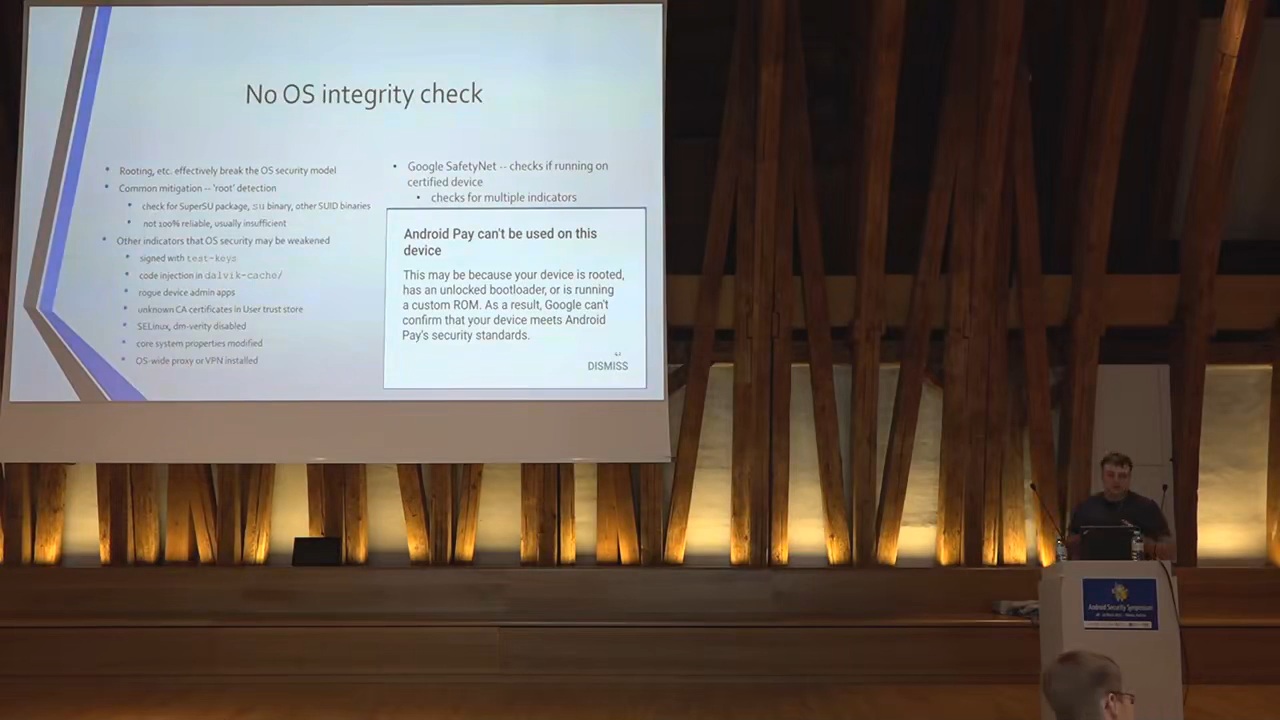 No OS integrity check
• Rooting, etc. effectively break the OS security model
• Common mitigation -- 'root' detection
• check for SuperSU package, su binary, other SUID binaries
• not 100% reliable, usually insufficient
• Other indicators that OS security may be weakened
• signed with test-keys
• code injection in dalvik-cache/
• rogue device admin apps
• unknown CA certificates in User trust store
• SELinux, dm-verity disabled
• core system properties modified
• OS-wide proxy or VPN installed
• Google SafetyNet -- checks if running on
certified device
• checks for multiple indicators
Android Pay can't be used on this
device
This may be because your device is rooted,
has an unlocked bootloader, or is running
a custom ROM. As a result, Google can't
confirm that your device meets Android
Pay's security standards.
DISMISS
Android Security Symposium